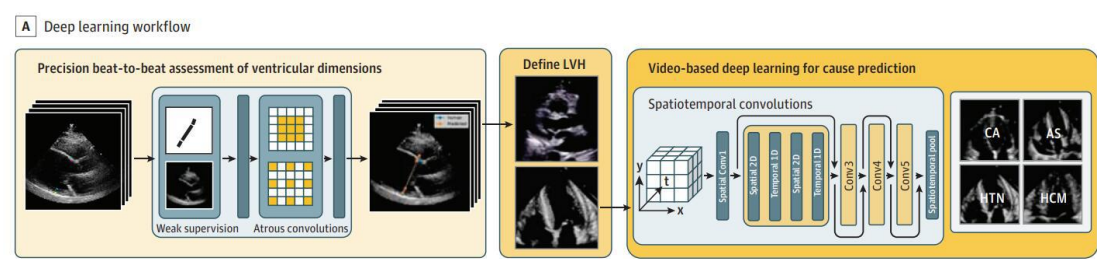 A Deep learning workflow
Precision beat-to-beat assessment of ventricular dimensions
Weak supervision
Atrous convolutions
Define LVH
Video-based deep learning for cause prediction
Spatiotemporal convolutions
y
t
x
Spatial Conv1
Spatial 2D
Temporal 1D
Spatial 2D
Temporal 1D
Conv 3
Conv4
Conv5
Spatiotemporal pool
CA
AS
HTN
HCM